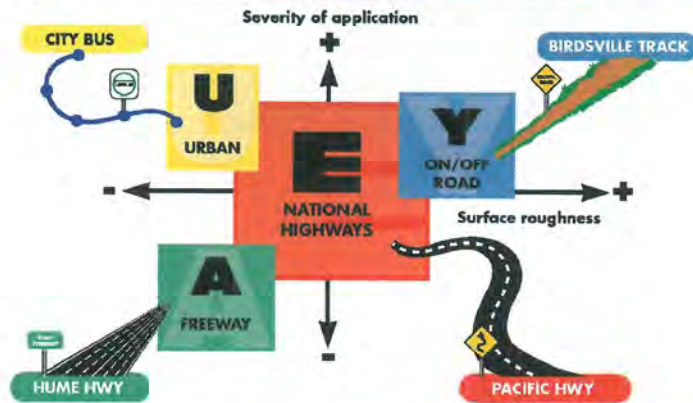 Severity of application
+
CITY BUS
BIRDSVILLE TRACK
U
URBAN
Y
ON/OFF
ROAD
E
NATIONAL
HIGHWAYS
-
+
Surface roughness
A
FREEWAY
-
HUME HWY
PACIFIC HWY